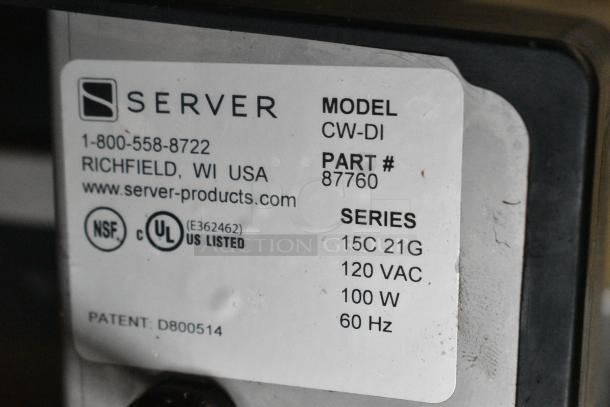 SERVER
1-800-558-8722
RICHFIELD, WI USA
www.server-products.com
NSF
c UL US LISTED
(E362462)
PATENT: D800514
MODEL
CW-DI
PART #
87760
SERIES
15C 21G
120 VAC
100 W
60 Hz
AUCTION